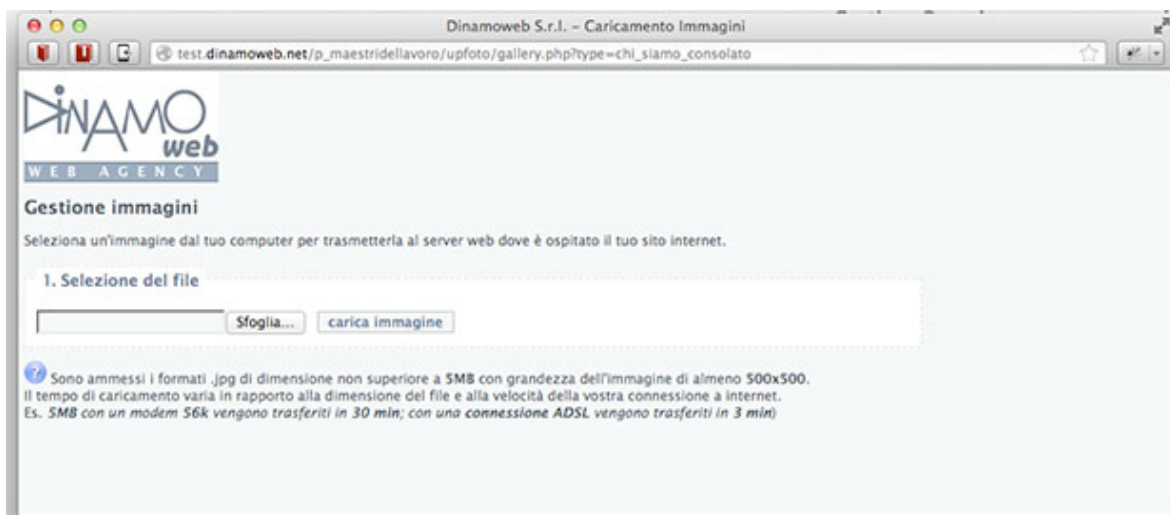 Dinamoweb S.r.l. – Caricamento Immagini
test.dinamoweb.net/p_maestridellavoro/upfoto/gallery.php?type=chi_siamo_consolato
DiNAMO
web
WEB AGENCY
Gestione immagini
Seleziona un'immagine dal tuo computer per trasmetterla al server web dove è ospitato il tuo sito internet.
1. Selezione del file
Sfoglia... carica immagine
? Sono ammessi i formati .jpg di dimensione non superiore a 5MB con grandezza dell'immagine di almeno 500x500.
Il tempo di caricamento varia in rapporto alla dimensione del file e alla velocità della vostra connessione a internet.
Es. 5MB con un modem 56k vengono trasferiti in 30 min; con una connessione ADSL vengono trasferiti in 3 min)